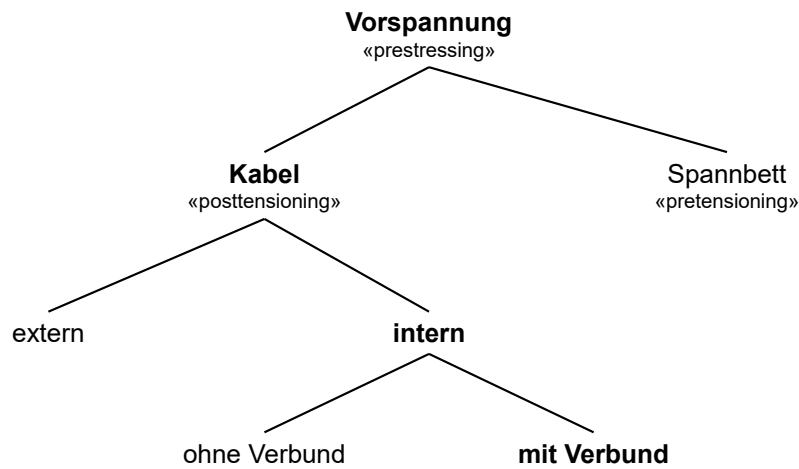 Vorspannung
«prestressing»
Kabel
«posttensioning»
Spannbett
«pretensioning»
extern
intern
ohne Verbund
mit Verbund